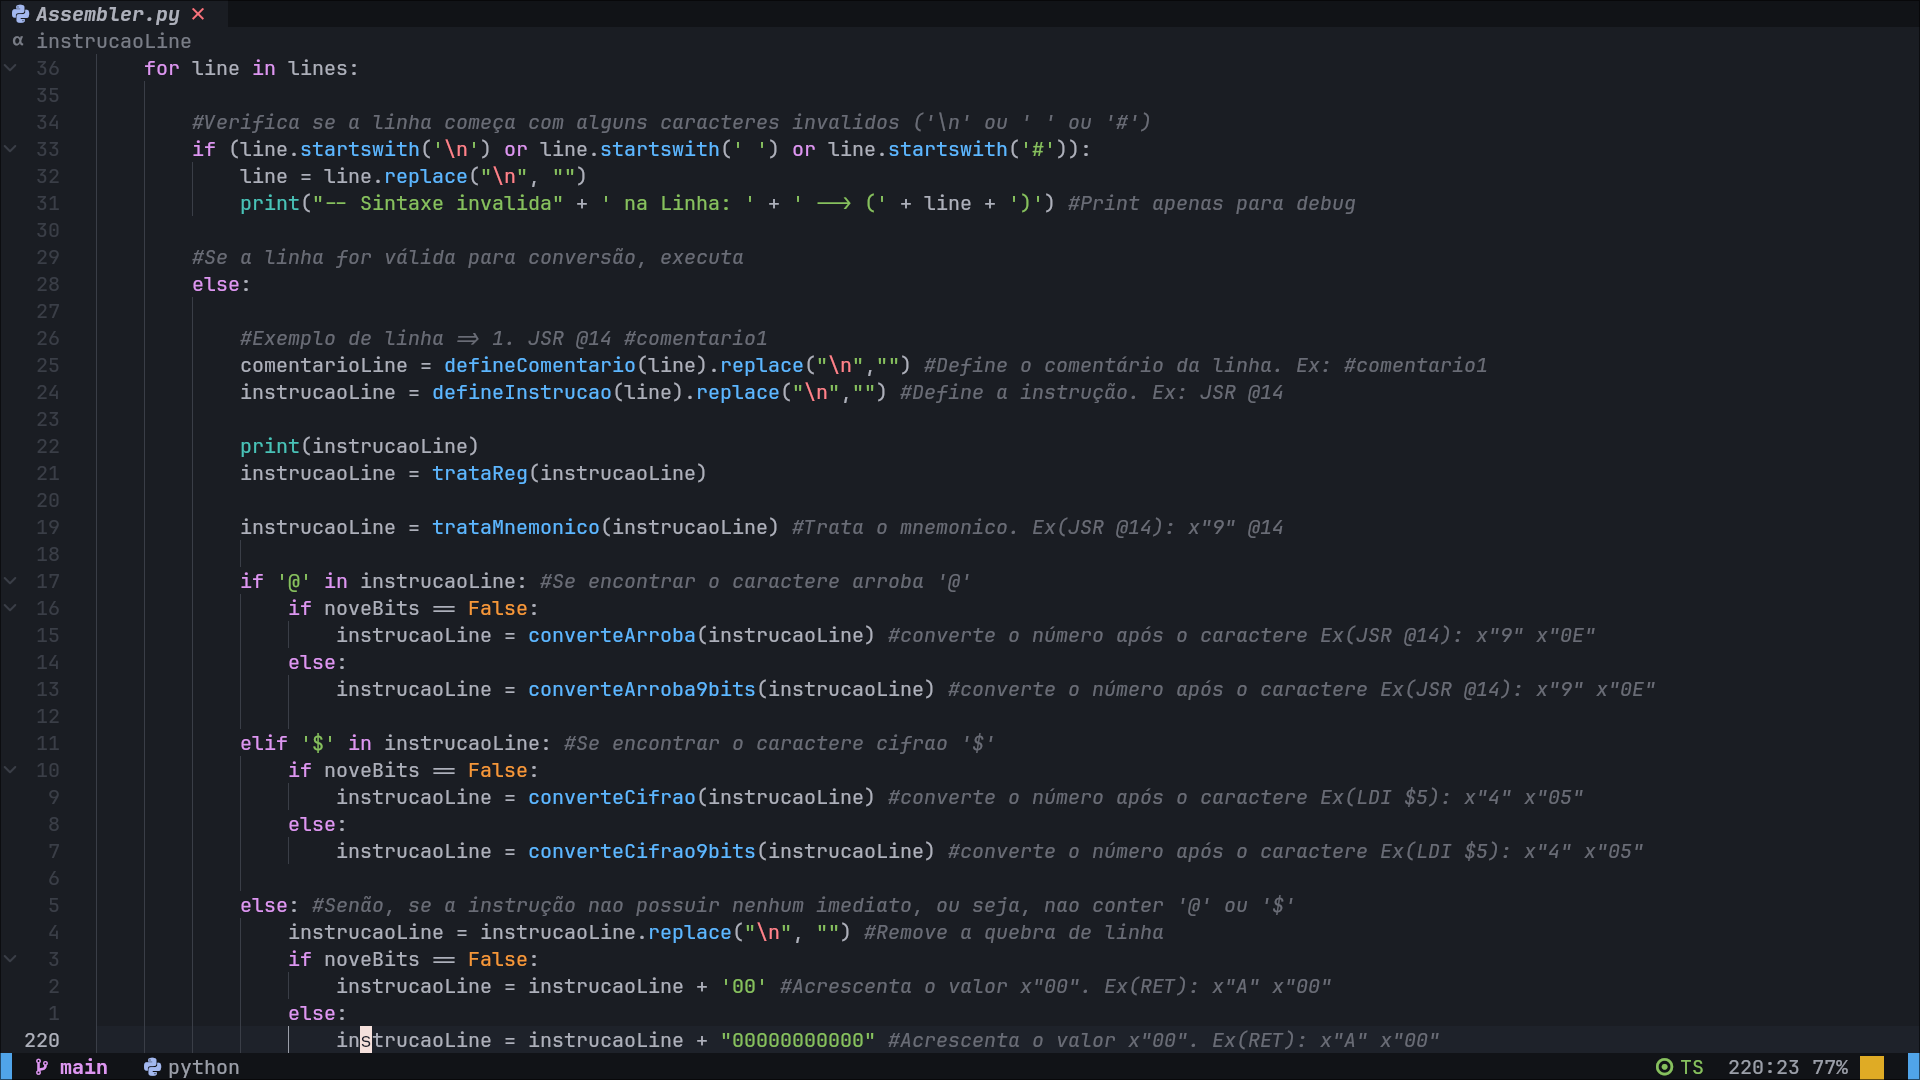 Assembler.py ✕
α instrucaoLine
36 for line in lines:
35
34 #Verifica se a linha começa com alguns caracteres invalidos ('\n' ou ' ' ou '#')
33 if (line.startswith('\n') or line.startswith(' ') or line.startswith('#')):
32 line = line.replace("\n", "")
31 print("-- Sintaxe invalida" + ' na Linha: ' + ' --> (' + line + ')') #Print apenas para debug
30
29 #Se a linha for válida para conversão, executa
28 else:
27
26 #Exemplo de linha => 1. JSR @14 #comentario1
25 comentarioLine = defineComentario(line).replace("\n","") #Define o comentário da linha. Ex: #comentario1
24 instrucaoLine = defineInstrucao(line).replace("\n","") #Define a instrução. Ex: JSR @14
23
22 print(instrucaoLine)
21 instrucaoLine = trataReg(instrucaoLine)
20
19 instrucaoLine = trataMnemonico(instrucaoLine) #Trata o mnemonico. Ex(JSR @14): x"9" @14
18
17 if '@' in instrucaoLine: #Se encontrar o caractere arroba '@'
16 if noveBits == False:
15 instrucaoLine = converteArroba(instrucaoLine) #converte o número após o caractere Ex(JSR @14): x"9" x"0E"
14 else:
13 instrucaoLine = converteArroba9bits(instrucaoLine) #converte o número após o caractere Ex(JSR @14): x"9" x"0E"
12
11 elif '$' in instrucaoLine: #Se encontrar o caractere cifrao '$'
10 if noveBits == False:
9 instrucaoLine = converteCifrao(instrucaoLine) #converte o número após o caractere Ex(LDI $5): x"4" x"05"
8 else:
7 instrucaoLine = converteCifrao9bits(instrucaoLine) #converte o número após o caractere Ex(LDI $5): x"4" x"05"
6
5 else: #Senão, se a instrução nao possuir nenhum imediato, ou seja, nao conter '@' ou '$'
4 instrucaoLine = instrucaoLine.replace("\n", "") #Remove a quebra de linha
3 if noveBits == False:
2 instrucaoLine = instrucaoLine + '00' #Acrescenta o valor x"00". Ex(RET): x"A" x"00"
1 else:
220 instrucaoLine = instrucaoLine + "00000000000" #Acrescenta o valor x"00". Ex(RET): x"A" x"00"
main python TS 220:23 77%